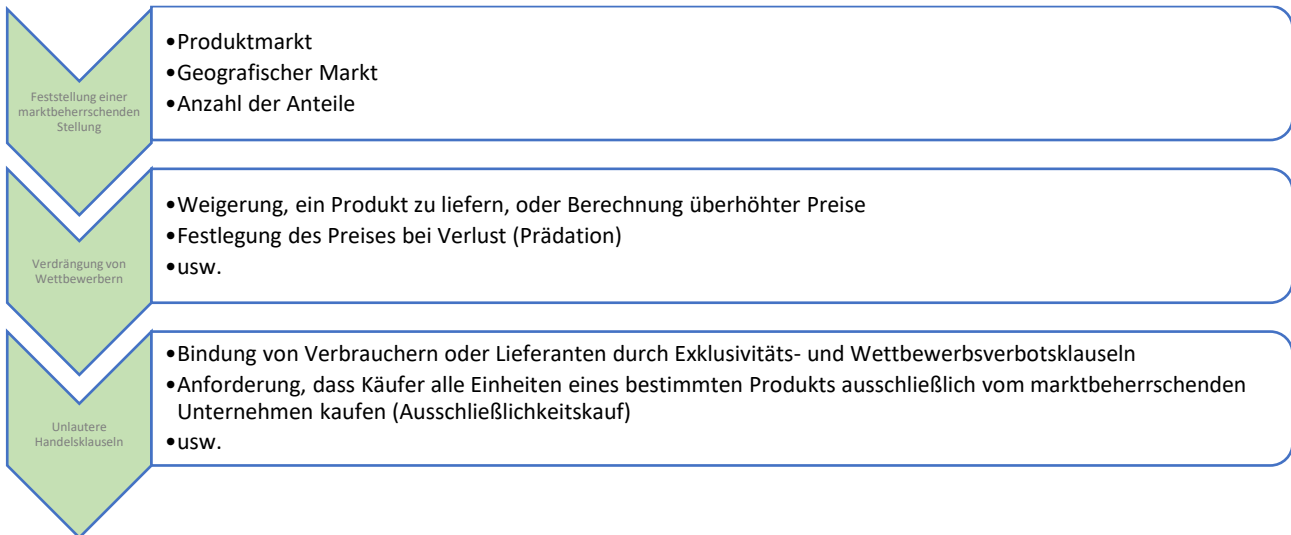 Feststellung einer
marktbeherrschenden
Stellung
•Produktmarkt
•Geografischer Markt
•Anzahl der Anteile
Verdrängung von
Wettbewerbern
•Weigerung, ein Produkt zu liefern, oder Berechnung überhöhter Preise
•Festlegung des Preises bei Verlust (Prädation)
•usw.
Unlautere
Handelsklauseln
•Bindung von Verbrauchern oder Lieferanten durch Exklusivitäts- und Wettbewerbsverbotsklauseln
•Anforderung, dass Käufer alle Einheiten eines bestimmten Produkts ausschließlich vom marktbeherrschenden
Unternehmen kaufen (Ausschließlichkeitskauf)
•usw.